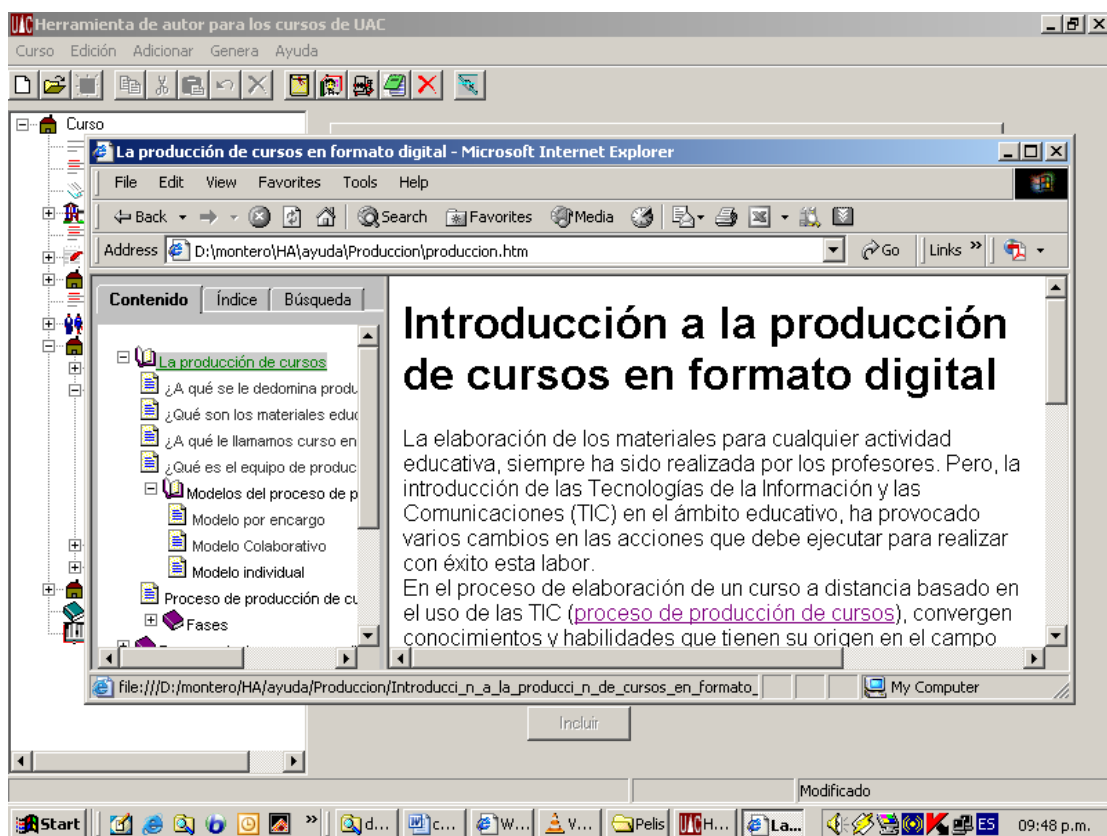 UAC Herramienta de autor para los cursos de UAC
Curso Edición Adicionar Genera Ayuda
Curso
La producción de cursos en formato digital - Microsoft Internet Explorer
File Edit View Favorites Tools Help
Back Search Favorites Media
Address D:\montero\HA\ayuda\Produccion\produccion.htm Go Links »
Contenido Índice Búsqueda
La producción de cursos
¿A qué se le dedomina produ
¿Qué son los materiales educ
¿A qué le llamamos curso en
¿Qué es el equipo de produc
Modelos del proceso de p
Modelo por encargo
Modelo Colaborativo
Modelo individual
Proceso de producción de cu
Fases
Introducción a la producción
de cursos en formato digital
La elaboración de los materiales para cualquier actividad
educativa, siempre ha sido realizada por los profesores. Pero, la
introducción de las Tecnologías de la Información y las
Comunicaciones (TIC) en el ámbito educativo, ha provocado
varios cambios en las acciones que debe ejecutar para realizar
con éxito esta labor.
En el proceso de elaboración de un curso a distancia basado en
el uso de las TIC (proceso de producción de cursos), convergen
conocimientos y habilidades que tienen su origen en el campo
file:///D:/montero/HA/ayuda/Produccion/Introducci_n_a_la_producci_n_de_cursos_en_formato_ My Computer
Incluir
Modificado
Start » d... c... W... V... Pelis UAC H... La... ES 09:48 p.m.